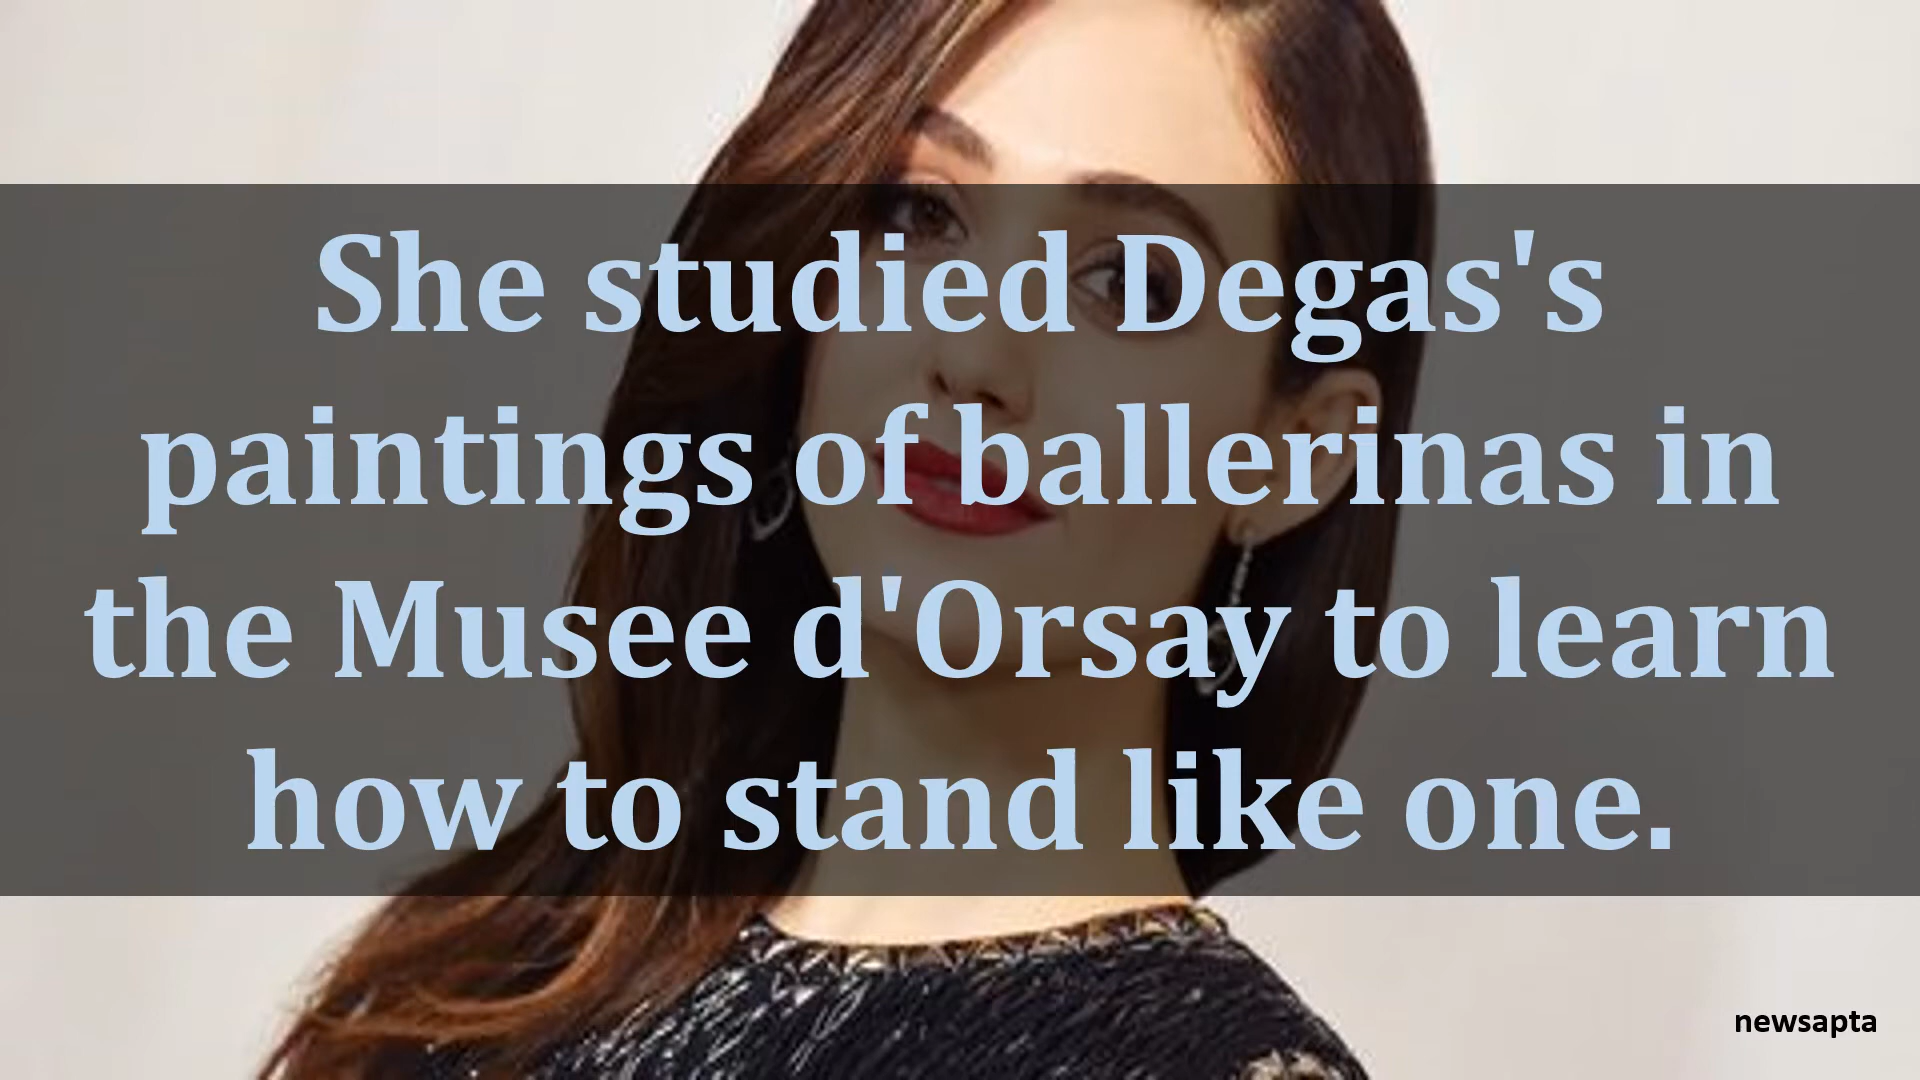 She studied Degas's
paintings of ballerinas in
the Musee d'Orsay to learn
how to stand like one.
newsapta